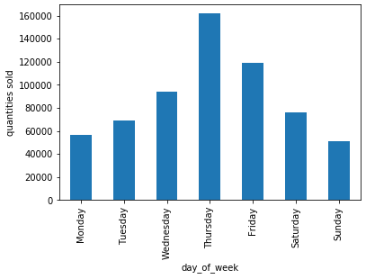 160000
140000
120000
100000
80000
60000
40000
20000
0
quantities sold
Monday
Tuesday
Wednesday
Thursday
Friday
Saturday
Sunday
day_of_week